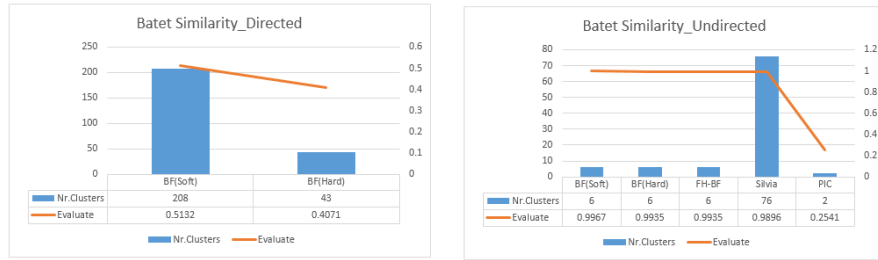 Batet Similarity_Directed
250
200
150
100
50
0
0.6
0.5
0.4
0.3
0.2
0.1
0
BF(Soft) BF(Hard)
Nr.Clusters 208 43
Evaluate 0.5132 0.4071
Nr.Clusters Evaluate
Batet Similarity_Undirected
80
70
60
50
40
30
20
10
0
1.2
1
0.8
0.6
0.4
0.2
0
BF(Soft) BF(Hard) FH-BF Silvia PIC
Nr.Clusters 6 6 6 76 2
Evaluate 0.9967 0.9935 0.9935 0.9896 0.2541
Nr.Clusters Evaluate